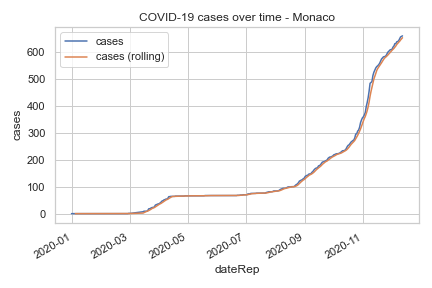 COVID-19 cases over time - Monaco
cases
cases (rolling)
600
500
400
300
200
100
0
cases
2020-01
2020-03
2020-05
2020-07
2020-09
2020-11
dateRep